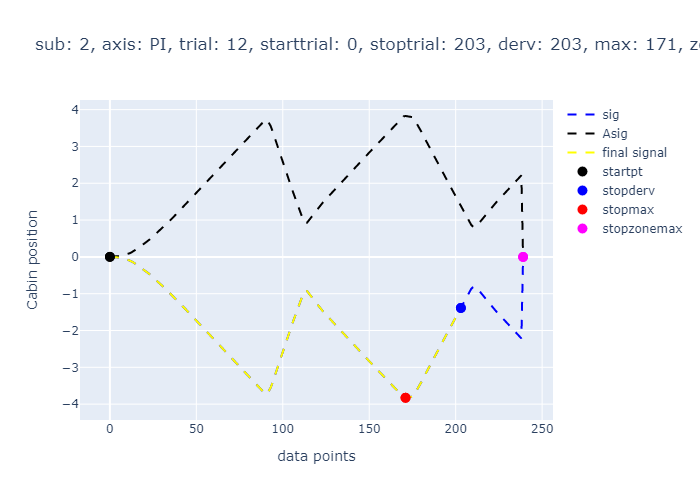 sub: 2, axis: PI, trial: 12, starttrial: 0, stoptrial: 203, derv: 203, max: 171,
4
3
2
1
0
−1
−2
−3
−4
Cabin position
0
50
100
150
200
250
data points
sig
Asig
final signal
startpt
stopderv
stopmax
stopzonemax